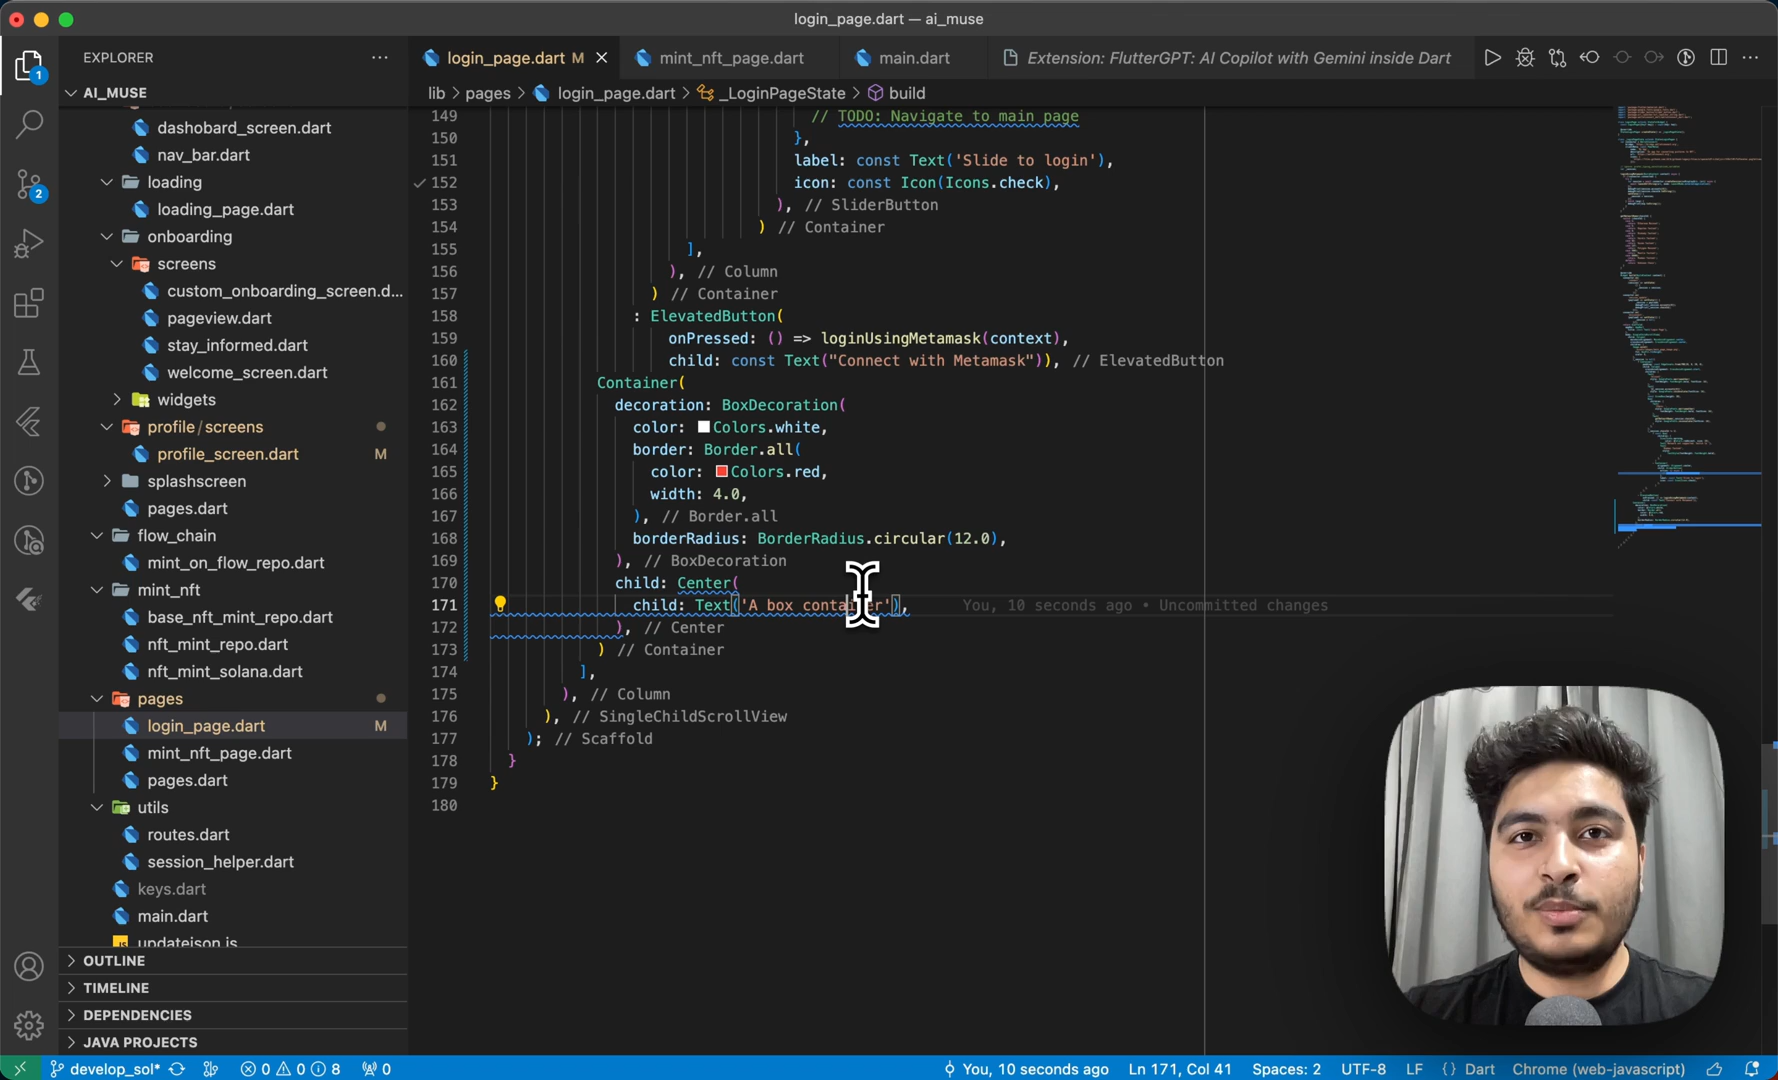 login_page.dart — ai_muse
EXPLORER
login_page.dart M
mint_nft_page.dart
main.dart
Extension: FlutterGPT: AI Copilot with Gemini inside Dart
1
AI_MUSE
lib > pages > login_page.dart > _LoginPageState > build
dashobard_screen.dart
nav_bar.dart
loading
loading_page.dart
onboarding
screens
custom_onboarding_screen.d...
pageview.dart
stay_informed.dart
welcome_screen.dart
widgets
profile / screens
profile_screen.dart M
splashscreen
pages.dart
flow_chain
mint_on_flow_repo.dart
mint_nft
base_nft_mint_repo.dart
nft_mint_repo.dart
nft_mint_solana.dart
pages
login_page.dart M
mint_nft_page.dart
pages.dart
utils
routes.dart
session_helper.dart
keys.dart
main.dart
updatejson.js
OUTLINE
TIMELINE
DEPENDENCIES
JAVA PROJECTS
2
149 // TODO: Navigate to main page
150 },
151 label: const Text('Slide to login'),
152 icon: const Icon(Icons.check),
153 ), // SliderButton
154 ) // Container
155 ],
156 ), // Column
157 ) // Container
158 : ElevatedButton(
159 onPressed: () => loginUsingMetamask(context),
160 child: const Text("Connect with Metamask")), // ElevatedButton
161 Container(
162 decoration: BoxDecoration(
163 color: Colors.white,
164 border: Border.all(
165 color: Colors.red,
166 width: 4.0,
167 ), // Border.all
168 borderRadius: BorderRadius.circular(12.0),
169 ), // BoxDecoration
170 child: Center(
171 child: Text('A box container'), You, 10 seconds ago • Uncommitted changes
172 ), // Center
173 ) // Container
174 ],
175 ), // Column
176 ), // SingleChildScrollView
177 ); // Scaffold
178 }
179 }
180
develop_sol* 0 0 8 0 You, 10 seconds ago Ln 171, Col 41 Spaces: 2 UTF-8 LF { } Dart Chrome (web-javascript)